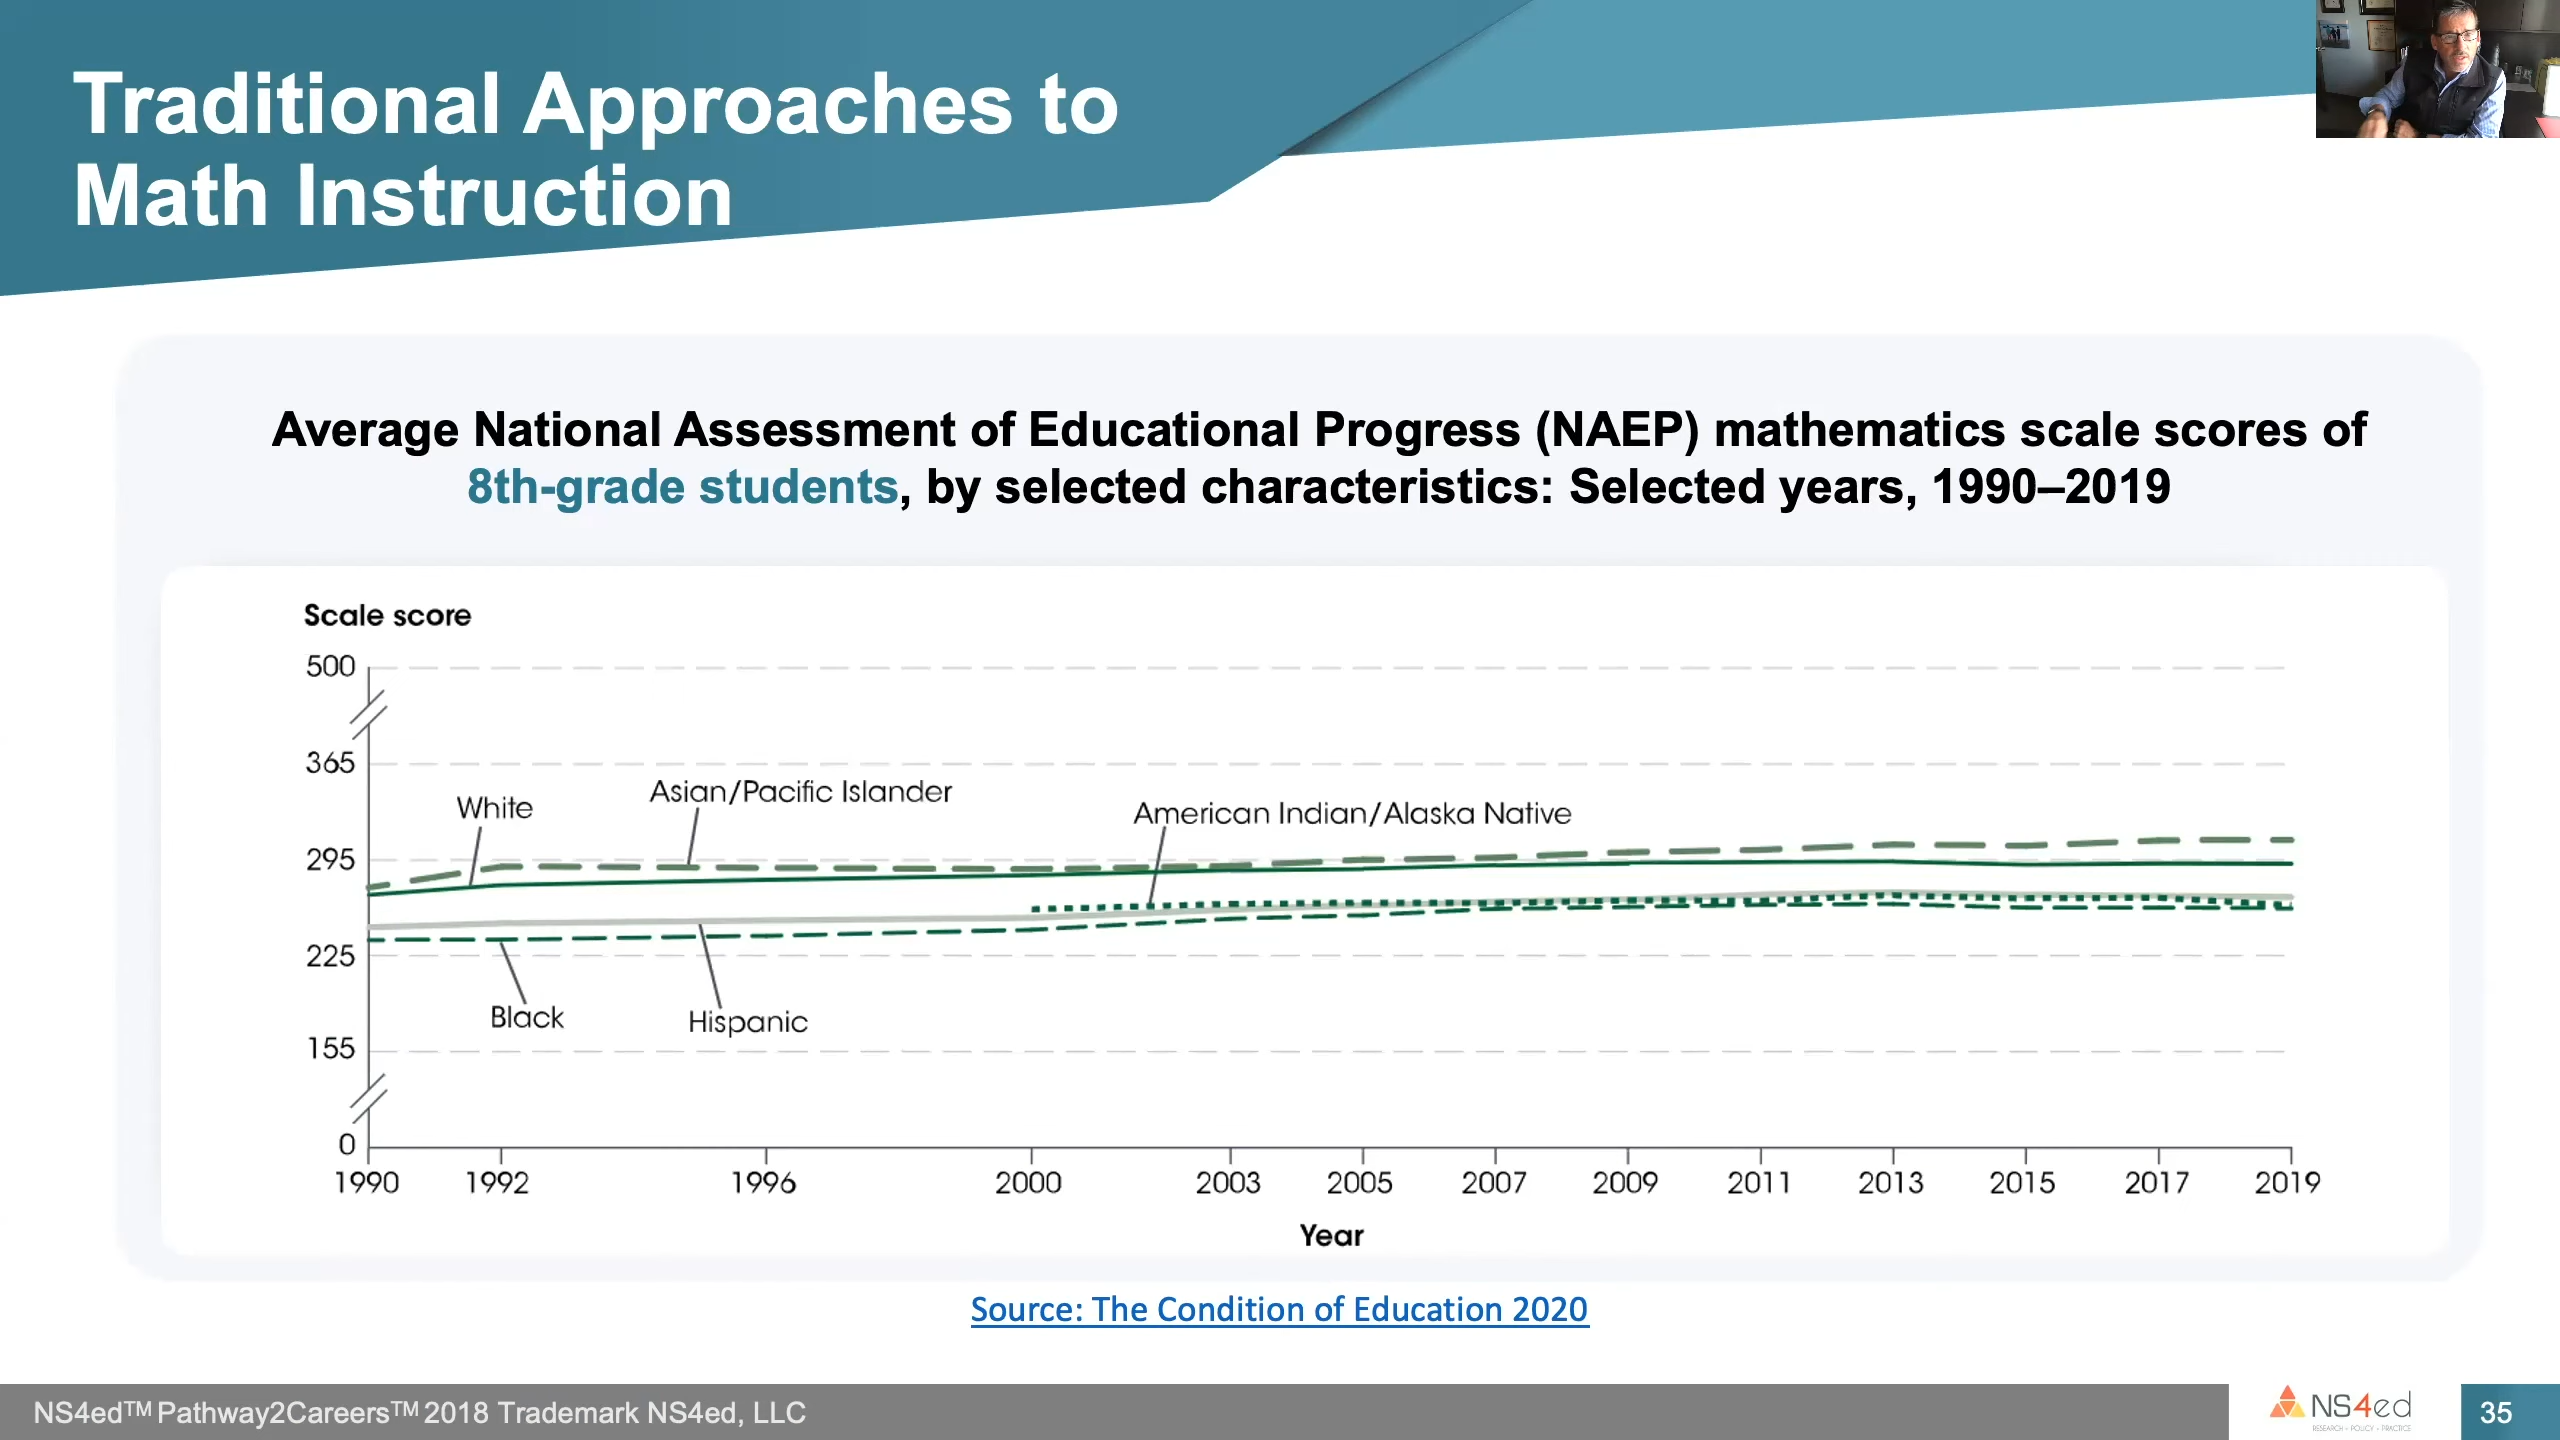 Traditional Approaches to
Math Instruction
Average National Assessment of Educational Progress (NAEP) mathematics scale scores of
8th-grade students, by selected characteristics: Selected years, 1990–2019
Scale score
500
365
295
225
155
0
White
Asian/Pacific Islander
American Indian/Alaska Native
Black
Hispanic
1990 1992 1996 2000 2003 2005 2007 2009 2011 2013 2015 2017 2019
Year
Source: The Condition of Education 2020
NS4ed™ Pathway2Careers™ 2018 Trademark NS4ed, LLC
NS4ed
RESEARCH • POLICY • PRACTICE
35